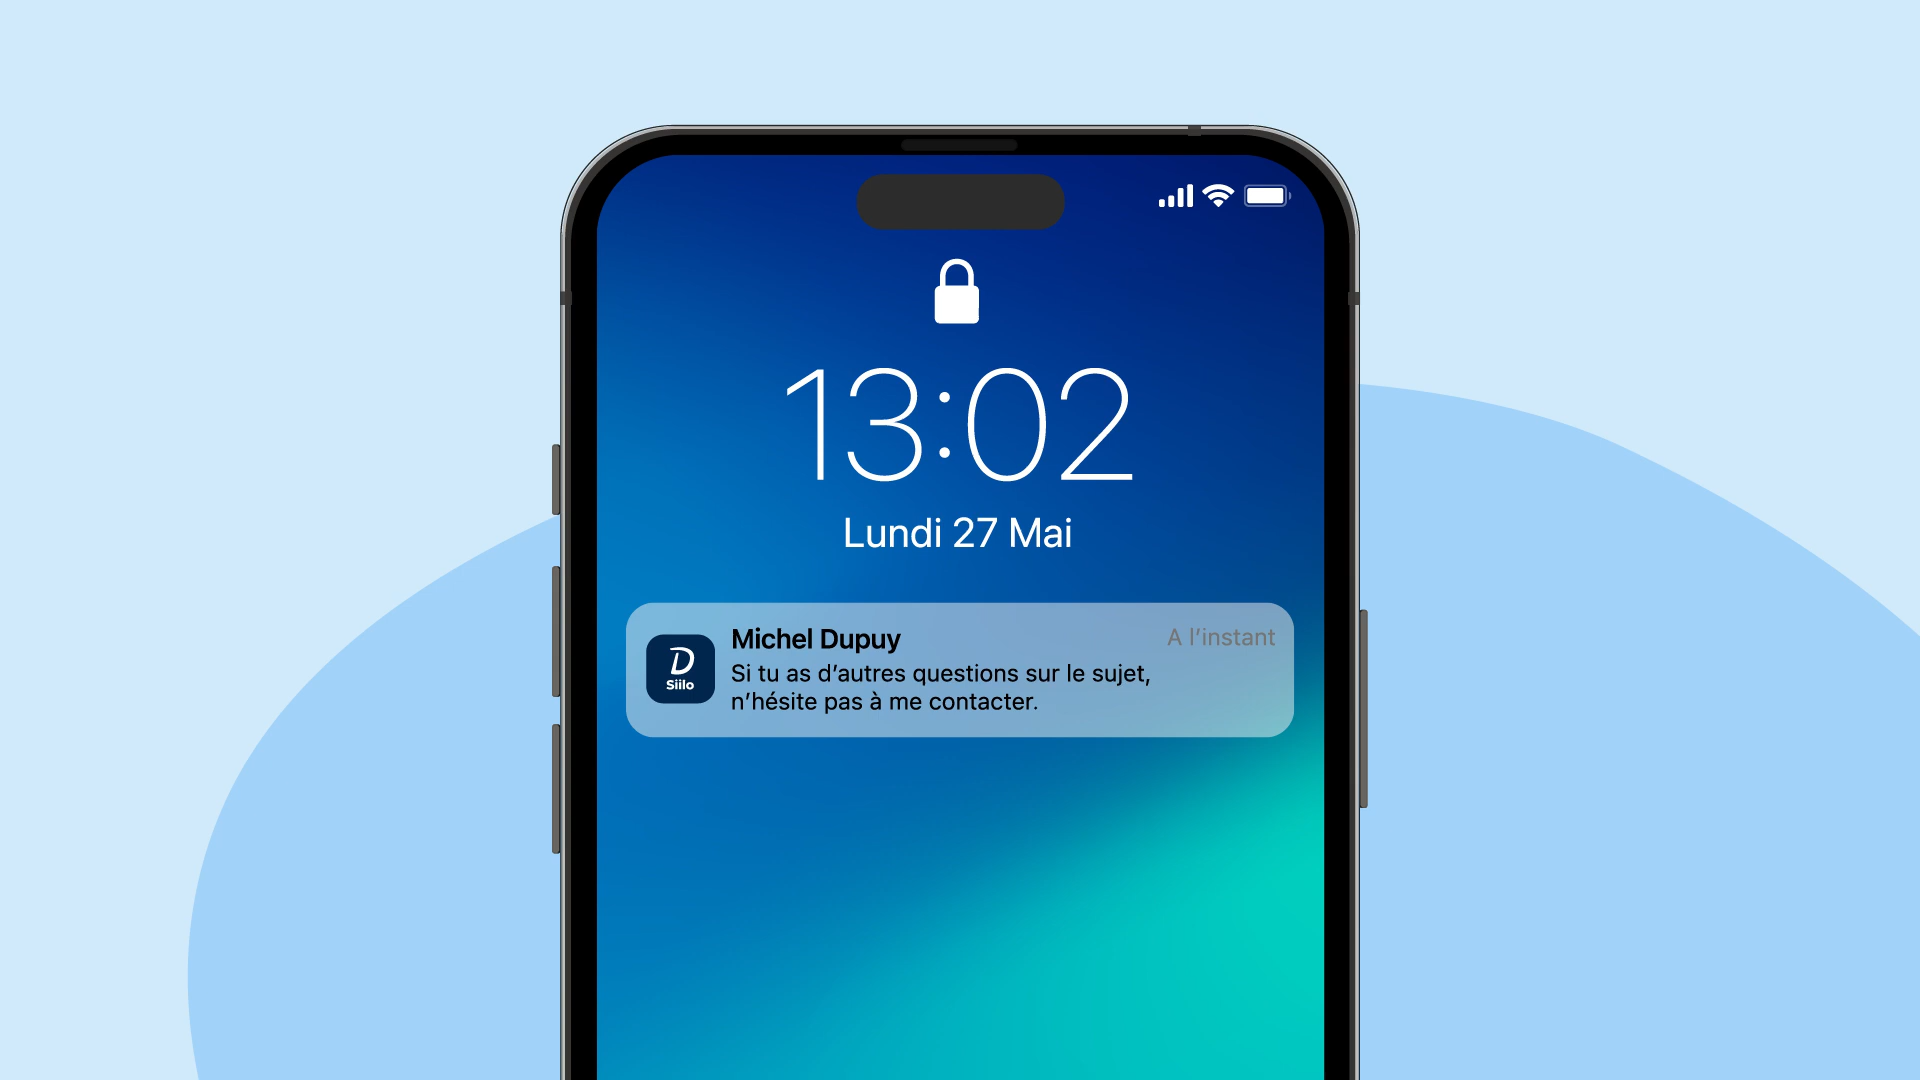 13:02
Lundi 27 Mai
Michel Dupuy
A l’instant
D
Siilo
Si tu as d’autres questions sur le sujet,
n’hésite pas à me contacter.